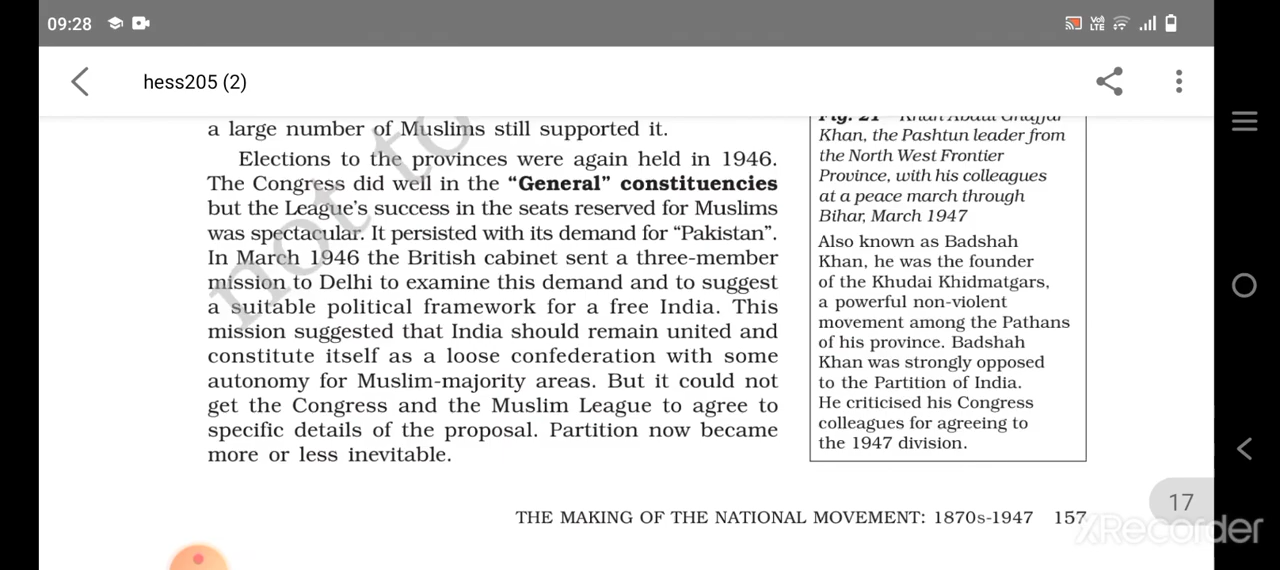 09:28
Vo)
LTE
hess205 (2)
a large number of Muslims still supported it.
Elections to the provinces were again held in 1946.
The Congress did well in the “General” constituencies
but the League’s success in the seats reserved for Muslims
was spectacular. It persisted with its demand for “Pakistan”.
In March 1946 the British cabinet sent a three-member
mission to Delhi to examine this demand and to suggest
a suitable political framework for a free India. This
mission suggested that India should remain united and
constitute itself as a loose confederation with some
autonomy for Muslim-majority areas. But it could not
get the Congress and the Muslim League to agree to
specific details of the proposal. Partition now became
more or less inevitable.
not to
Fig. 21 Khan Abdul Ghaffar
Khan, the Pashtun leader from
the North West Frontier
Province, with his colleagues
at a peace march through
Bihar, March 1947
Also known as Badshah
Khan, he was the founder
of the Khudai Khidmatgars,
a powerful non-violent
movement among the Pathans
of his province. Badshah
Khan was strongly opposed
to the Partition of India.
He criticised his Congress
colleagues for agreeing to
the 1947 division.
17
THE MAKING OF THE NATIONAL MOVEMENT: 1870s-1947 157
XRecorder